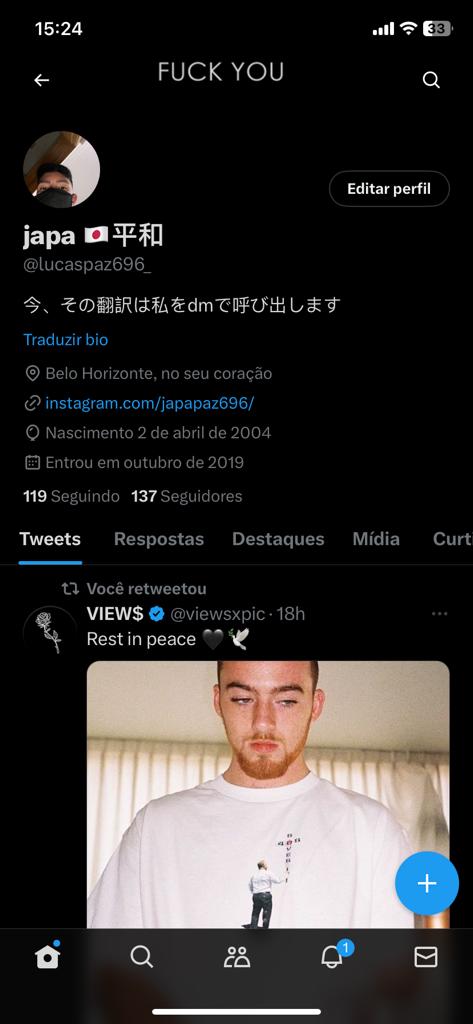 15:24
33
FUCK YOU
Editar perfil
japa 🇯🇵平和
@lucaspaz696_
今、その翻訳は私をdmで呼び出します
Traduzir bio
Belo Horizonte, no seu coração
instagram.com/japapaz696/
Nascimento 2 de abril de 2004
Entrou em outubro de 2019
119 Seguindo 137 Seguidores
Tweets Respostas Destaques Mídia Curt
Você retweetou
VIEW$ @viewsxpic · 18h
Rest in peace 🖤🕊️
1